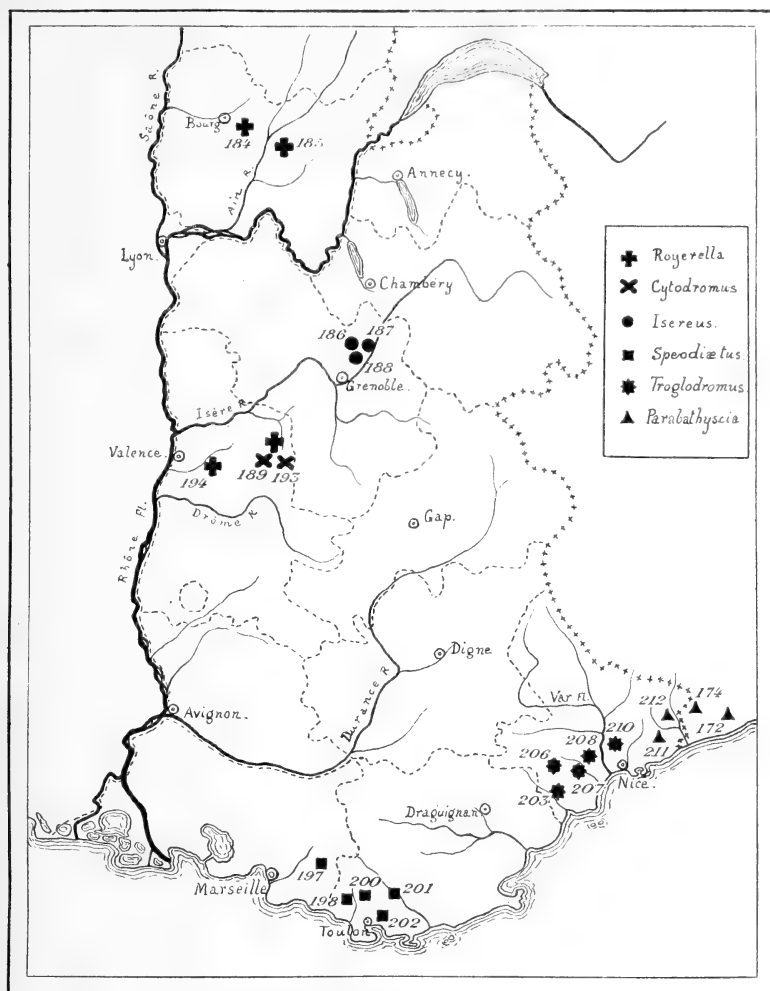 Saône R.
Bourg
184
185
Ain R.
Annecy.
Lyon.
Chambéry
Royerella
Cytodromus
Isereus.
Speodiætus
Troglodromus
Parabathyscia
186
187
188
Grenoble.
Isère R.
Valence.
194
189
193
Drôme R.
Gap.
Rhône Fl.
Digne
Durance R.
Var Fl.
Avignon.
212
174
172
211
210
208
206
207
203
Nice.
Draguignan
197
Marseille
198
200
201
202
Toulon